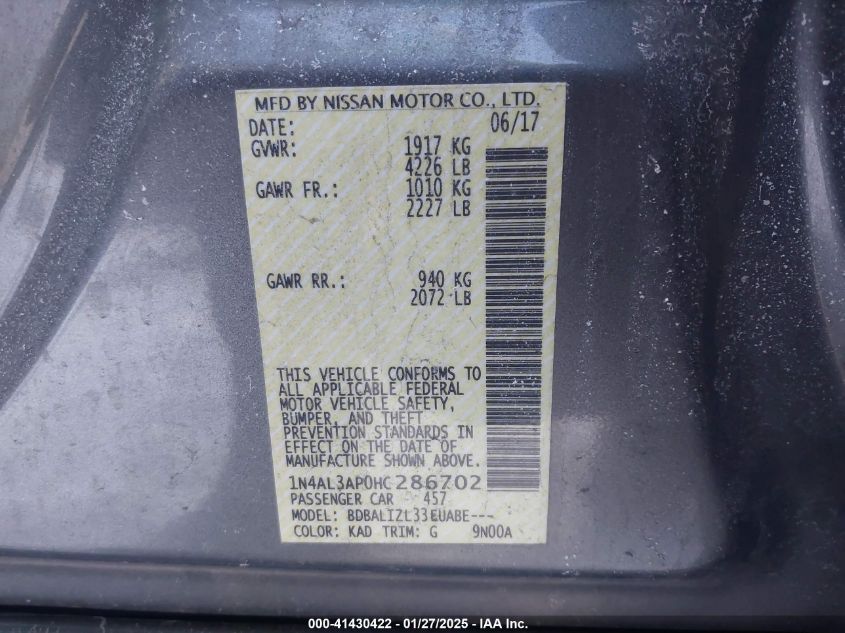 MFD BY NISSAN MOTOR CO., LTD.
DATE: 06/17
GVWR: 1917 KG
4226 LB
GAWR FR.: 1010 KG
2227 LB
GAWR RR.: 940 KG
2072 LB
THIS VEHICLE CONFORMS TO
ALL APPLICABLE FEDERAL
MOTOR VEHICLE SAFETY,
BUMPER, AND THEFT
PREVENTION STANDARDS IN
EFFECT ON THE DATE OF
MANUFACTURE SHOWN ABOVE.
1N4AL3AP0HC286702
PASSENGER CAR 457
MODEL: BDBALIZL33EUABE---
COLOR: KAD TRIM: G 9N00A
000-41430422 - 01/27/2025 - IAA Inc.